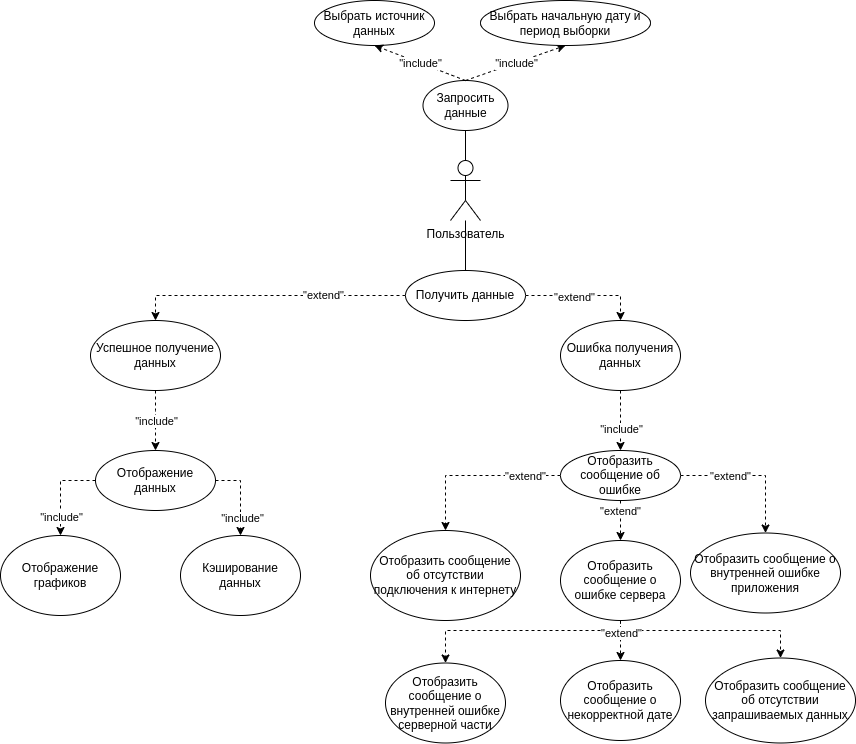 Выбрать источник
данных
Выбрать начальную дату и
период выборки
"include"
"include"
Запросить
данные
Пользователь
"extend"
Получить данные
"extend"
Успешное получение
данных
Ошибка получения
данных
"include"
"include"
Отображение
данных
Отобразить
сообщение об
ошибке
"extend"
"extend"
"extend"
"include"
"include"
Отображение
графиков
Кэширование
данных
Отобразить сообщение
об отсутствии
подключения к интернету
Отобразить
сообщение о
ошибке сервера
Отобразить сообщение о
внутренней ошибке
приложения
"extend"
Отобразить
сообщение о
внутренней ошибке
серверной части
Отобразить
сообщение о
некорректной дате
Отобразить сообщение
об отсутствии
запрашиваемых данных